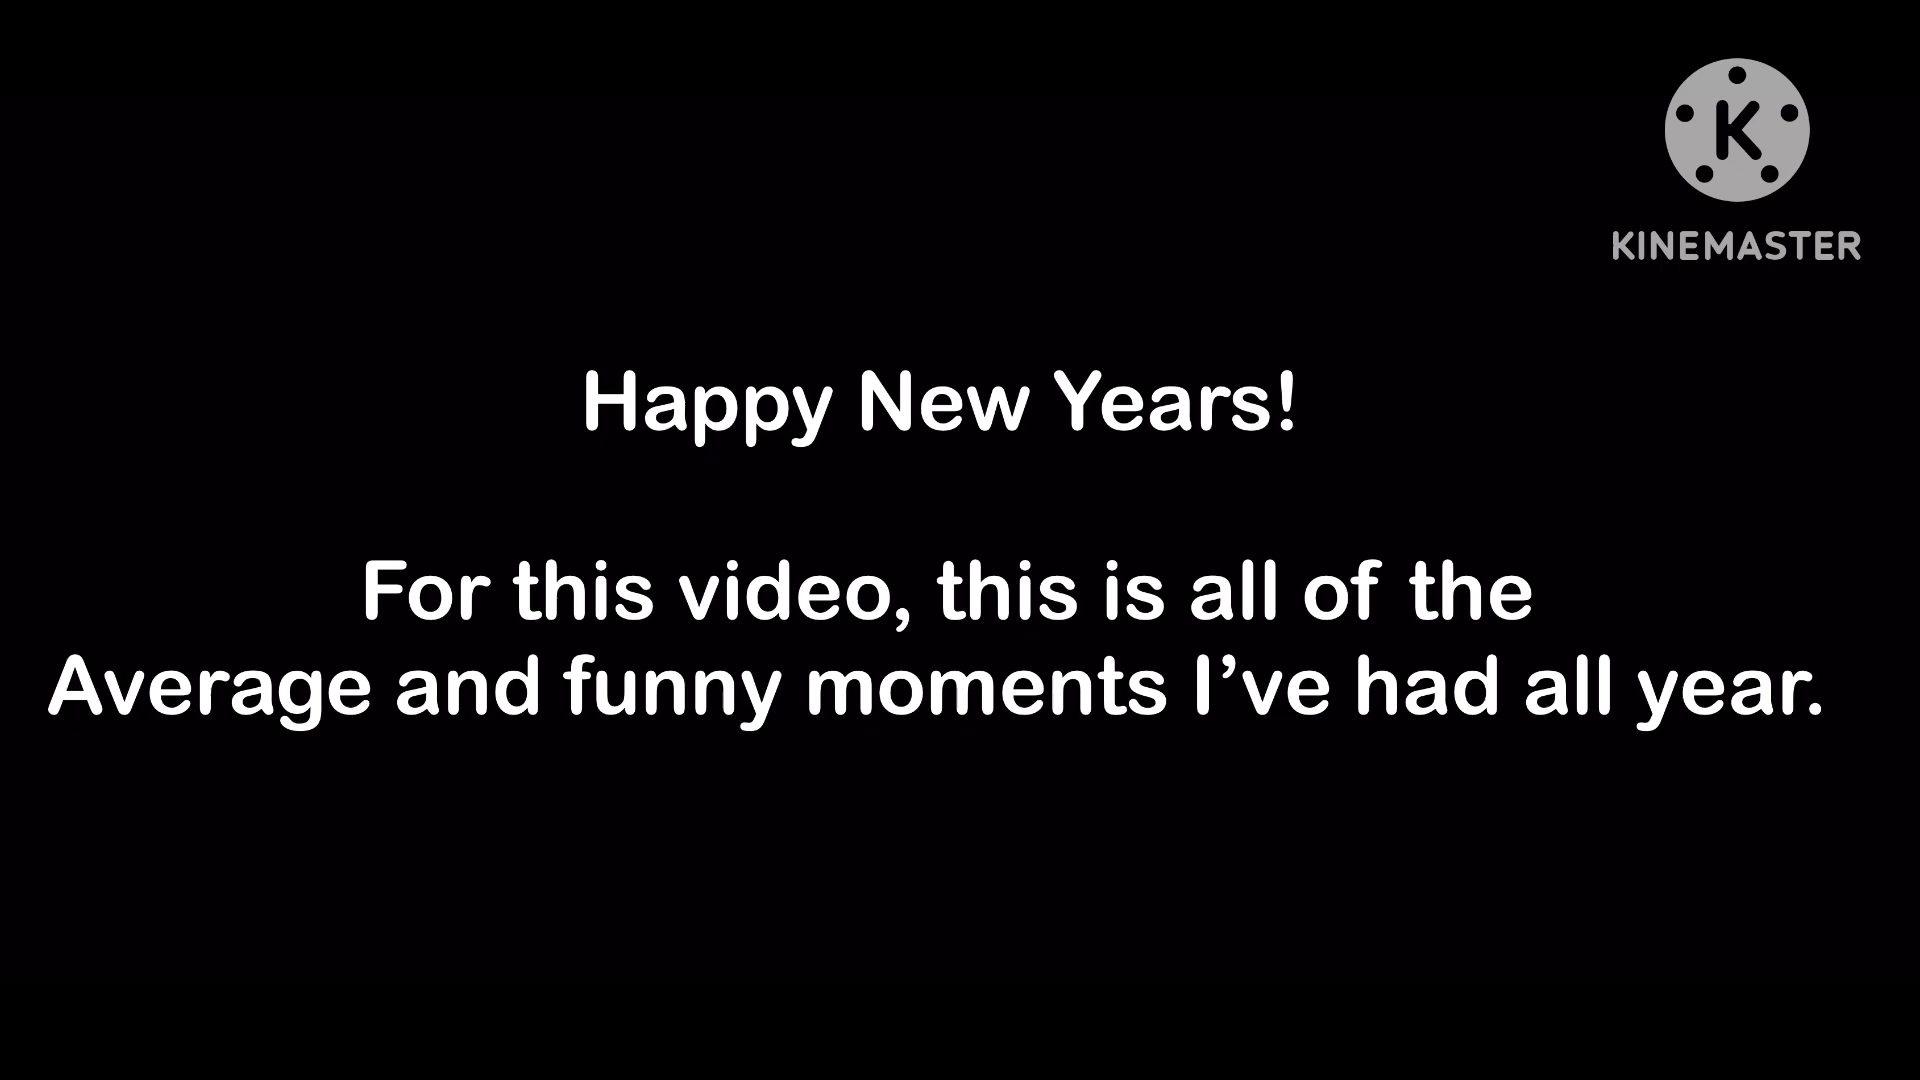 K
KINEMASTER
Happy New Years!
For this video, this is all of the
Average and funny moments I’ve had all year.